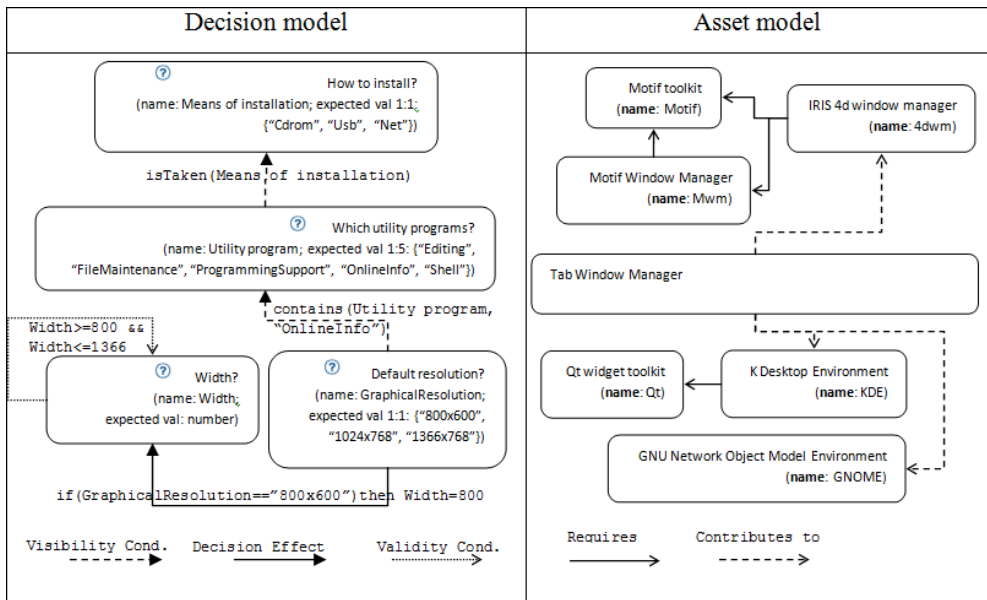 Decision model
Asset model
How to install?
(name: Means of installation; expected val 1:1;
{“Cdrom”, “Usb”, “Net”})
isTaken(Means of installation)
Which utility programs?
(name: Utility program; expected val 1:5: {“Editing”,
“FileMaintenance”, “ProgrammingSupport”, “OnlineInfo”, “Shell”})
contains(Utility program,
“OnlineInfo”)
Width>=800 &&
Width<=1366
Width?
(name: Width;
expected val: number)
Default resolution?
(name: GraphicalResolution;
expected val 1:1: {“800x600”,
“1024x768”, “1366x768”})
if(GraphicalResolution==”800x600”)then Width=800
Visibility Cond.
Decision Effect
Validity Cond.
Motif toolkit
(name: Motif)
IRIS 4d window manager
(name: 4dwm)
Motif Window Manager
(name: Mwm)
Tab Window Manager
Qt widget toolkit
(name: Qt)
K Desktop Environment
(name: KDE)
GNU Network Object Model Environment
(name: GNOME)
Requires
Contributes to